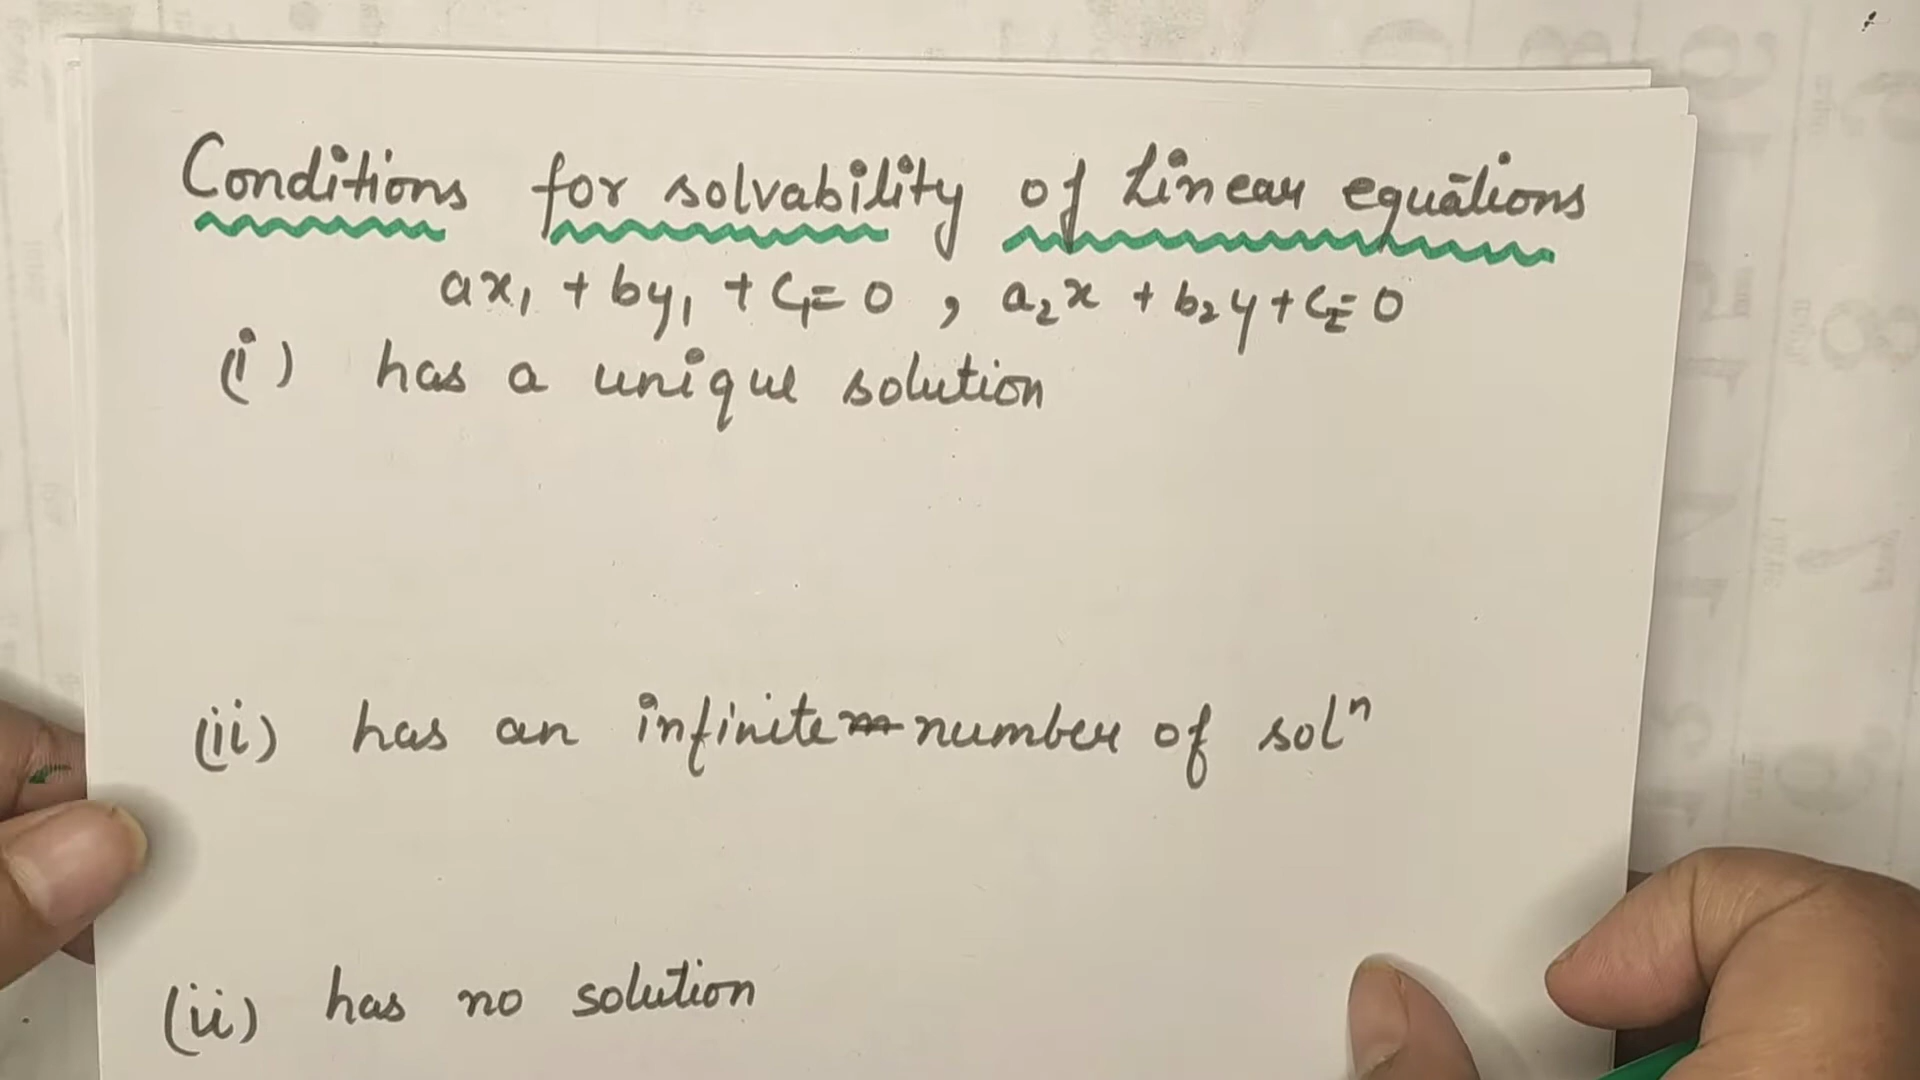 Conditions for solvability of Linear equations
ax₁ + by₁ + C₁=0 , a₂x + b₂y+C₂=0
(i) has a unique solution
(ii) has an infinite number of solⁿ
(ii) has no solution